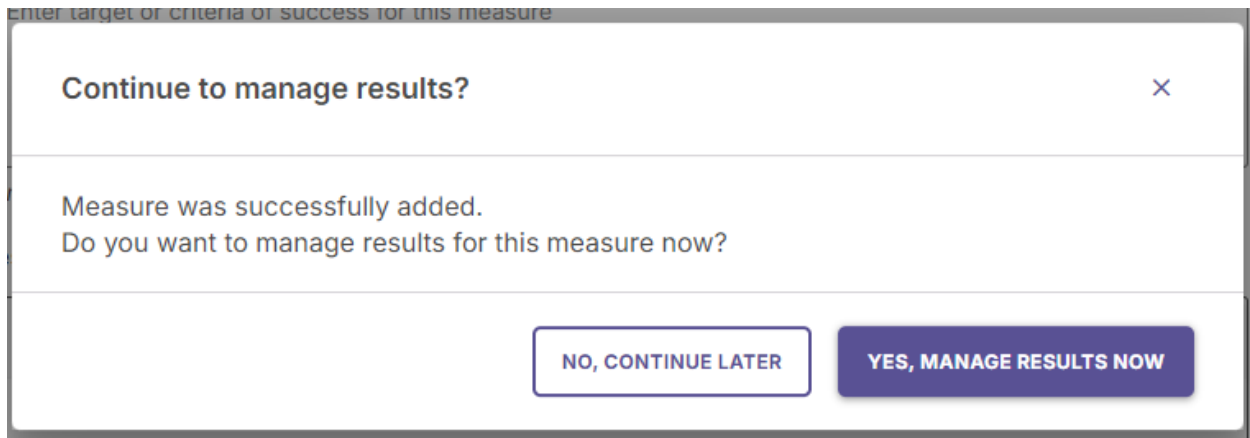 Enter target or criteria of success for this measure
Continue to manage results?
Measure was successfully added.
Do you want to manage results for this measure now?
NO, CONTINUE LATER
YES, MANAGE RESULTS NOW